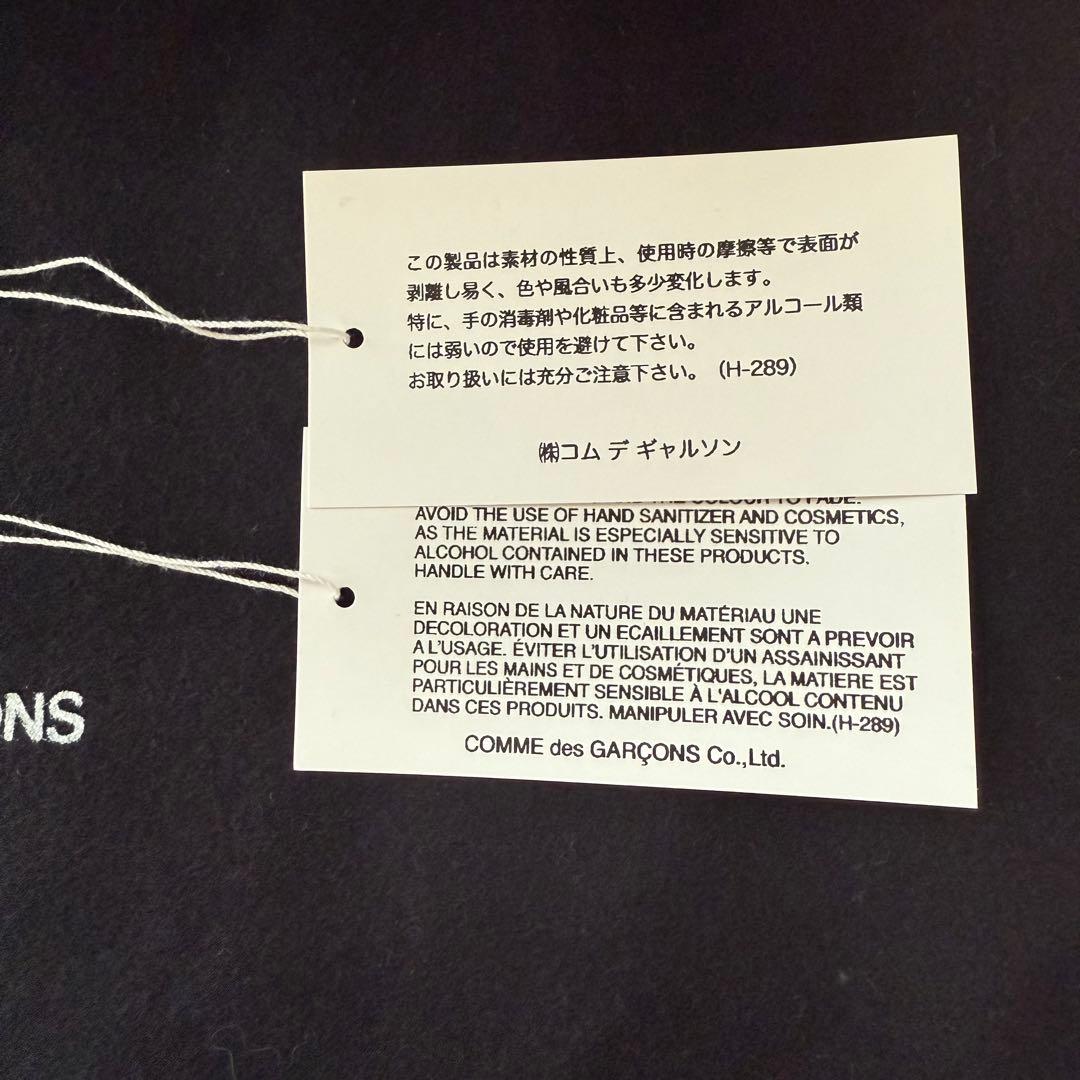 この製品は素材の性質上、使用時の摩擦等で表面が
剥離し易く、色や風合いも多少変化します。
特に、手の消毒剤や化粧品等に含まれるアルコール類
には弱いので使用を避けて下さい。
お取り扱いには充分ご注意下さい。(H-289)
㈱コム デ ギャルソン
THE COLOUR TO FADE.
AVOID THE USE OF HAND SANITIZER AND COSMETICS,
AS THE MATERIAL IS ESPECIALLY SENSITIVE TO
ALCOHOL CONTAINED IN THESE PRODUCTS.
HANDLE WITH CARE.
EN RAISON DE LA NATURE DU MATÉRIAU UNE
DECOLORATION ET UN ECAILLEMENT SONT A PREVOIR
A L'USAGE. ÉVITER L'UTILISATION D'UN ASSAINISSANT
POUR LES MAINS ET DE COSMÉTIQUES, LA MATIERE EST
PARTICULIÈREMENT SENSIBLE À L'ALCOOL CONTENU
DANS CES PRODUITS. MANIPULER AVEC SOIN.(H-289)
COMME des GARÇONS Co.,Ltd.
ONS